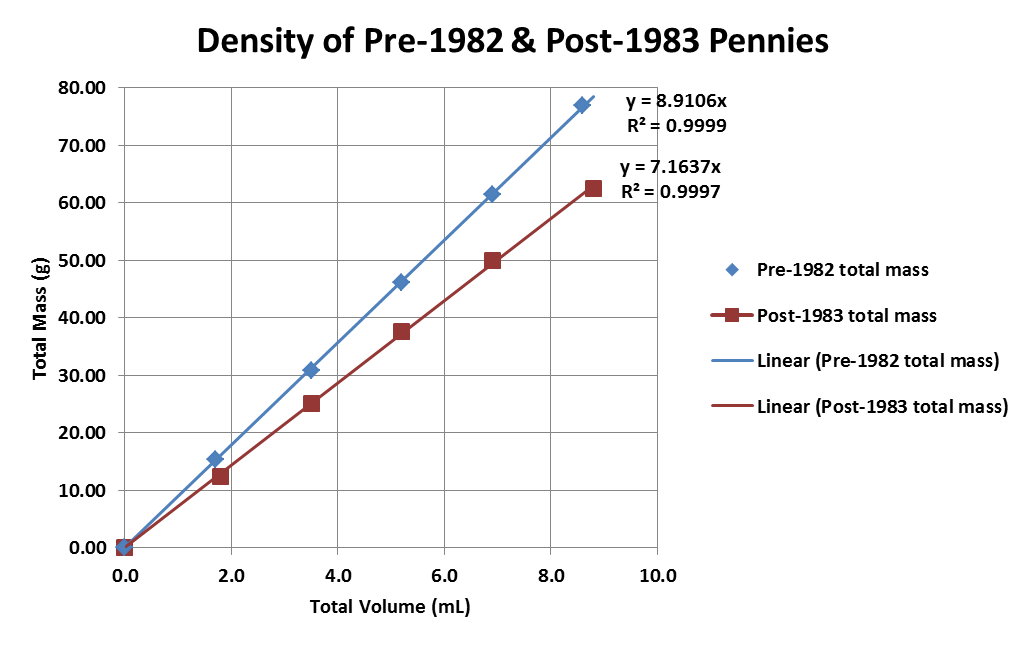 Density of Pre-1982 & Post-1983 Pennies
80.00
70.00
60.00
50.00
40.00
30.00
20.00
10.00
0.00
Total Mass (g)
y = 8.9106x
R² = 0.9999
y = 7.1637x
R² = 0.9997
0.0 2.0 4.0 6.0 8.0 10.0
Total Volume (mL)
Pre-1982 total mass
Post-1983 total mass
Linear (Pre-1982 total mass)
Linear (Post-1983 total mass)